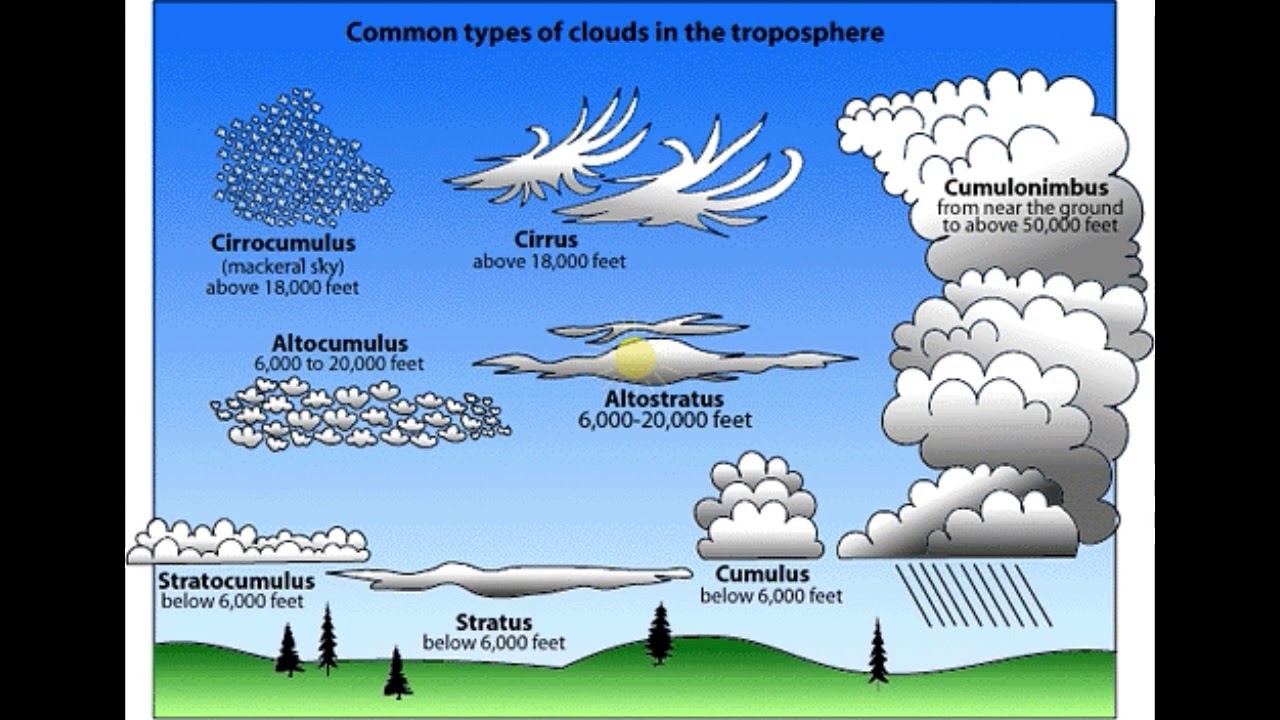 Common types of clouds in the troposphere
Cirrocumulus
(mackeral sky)
above 18,000 feet
Cirrus
above 18,000 feet
Cumulonimbus
from near the ground
to above 50,000 feet
Altocumulus
6,000 to 20,000 feet
Altostratus
6,000-20,000 feet
Stratocumulus
below 6,000 feet
Stratus
below 6,000 feet
Cumulus
below 6,000 feet